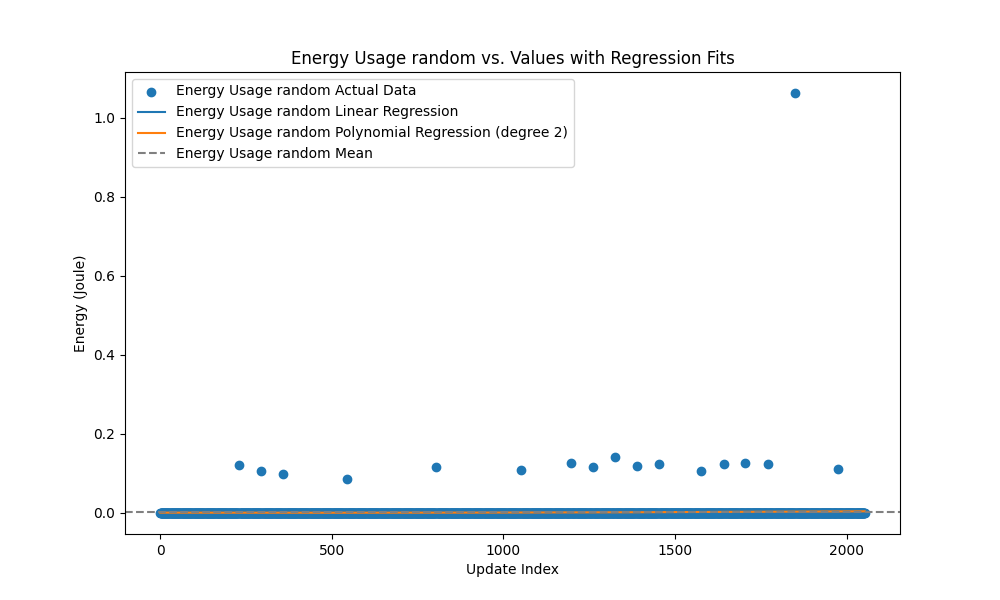 Energy Usage random vs. Values with Regression Fits
Energy Usage random Actual Data
Energy Usage random Linear Regression
Energy Usage random Polynomial Regression (degree 2)
Energy Usage random Mean
Energy (Joule)
1.0
0.8
0.6
0.4
0.2
0.0
0 500 1000 1500 2000
Update Index